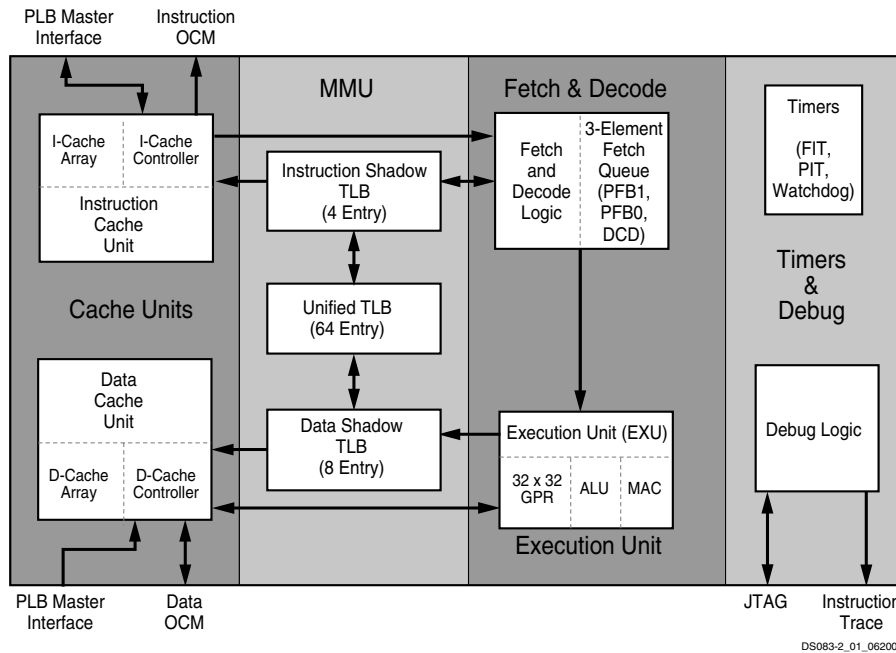 PLB Master
Interface
Instruction
OCM
MMU
Fetch & Decode
I-Cache
Array
I-Cache
Controller
Instruction
Cache
Unit
Instruction Shadow
TLB
(4 Entry)
Fetch
and
Decode
Logic
3-Element
Fetch
Queue
(PFB1,
PFB0,
DCD)
Timers
(FIT,
PIT,
Watchdog)
Cache Units
Unified TLB
(64 Entry)
Timers
&
Debug
Data
Cache
Unit
D-Cache
Array
D-Cache
Controller
Data Shadow
TLB
(8 Entry)
Execution Unit (EXU)
32 x 32
GPR
ALU
MAC
Execution Unit
Debug Logic
PLB Master
Interface
Data
OCM
JTAG
Instruction
Trace
DS083-2_01_06200